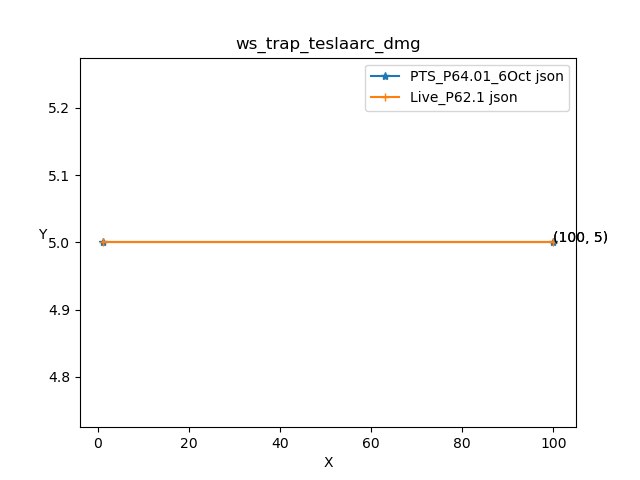 ws_trap_teslaarc_dmg
PTS_P64.01_6Oct json
Live_P62.1 json
5.2
5.1
Y
5.0
(100, 5)
4.9
4.8
0
20
40
60
80
100
X